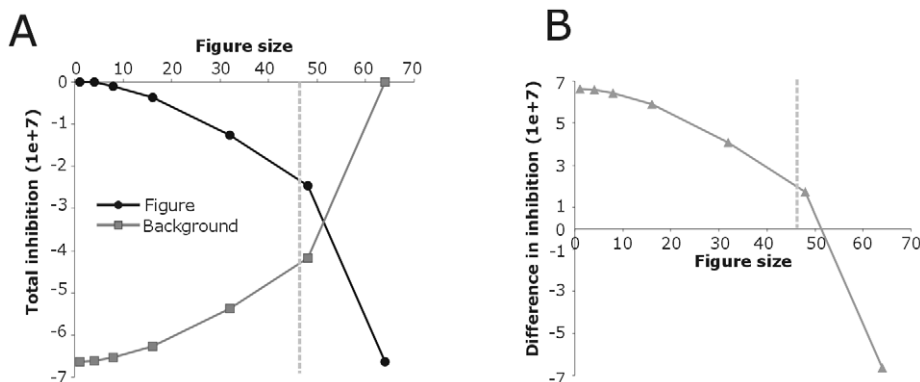 A
Figure size
0 10 20 30 40 50 60 70
0
-1
-2
-3
-4
-5
-6
-7
Total inhibition (1e+7)
Figure
Background
B
7
5
3
1
0
-1
-3
-5
-7
Difference in inhibition (1e+7)
0 10 20 30 40 50 60 70
Figure size